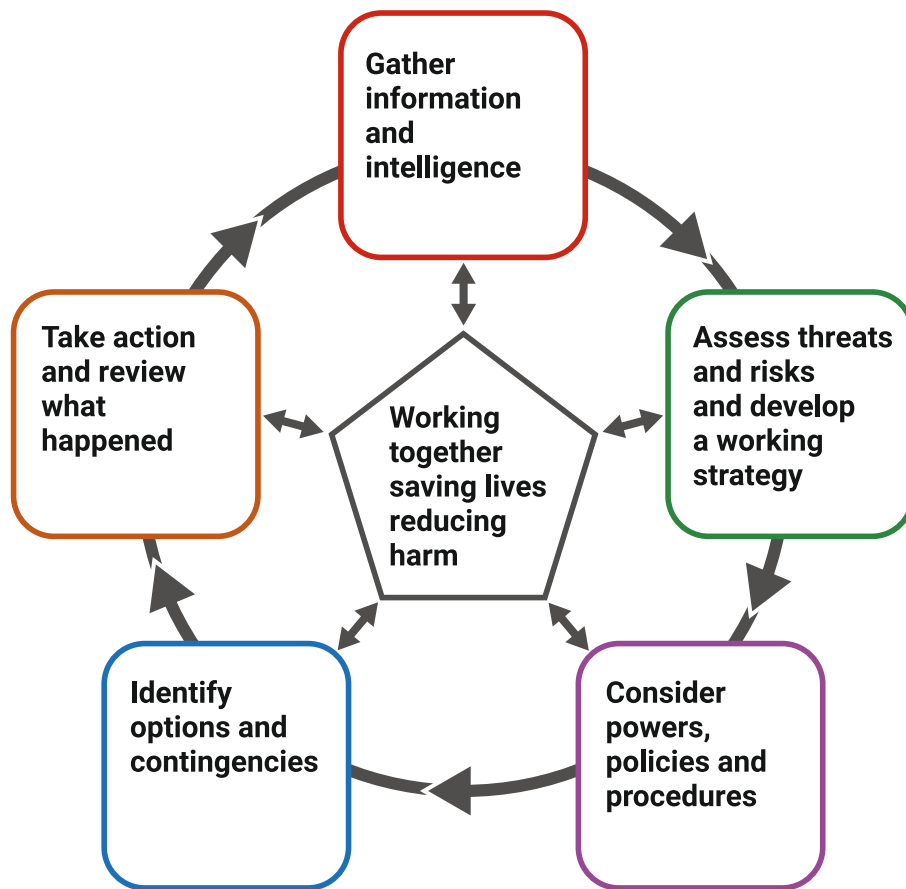 Gather
information
and
intelligence
Assess threats
and risks
and develop
a working
strategy
Consider
powers,
policies and
procedures
Identify
options and
contingencies
Take action
and review
what
happened
Working
together
saving lives
reducing
harm